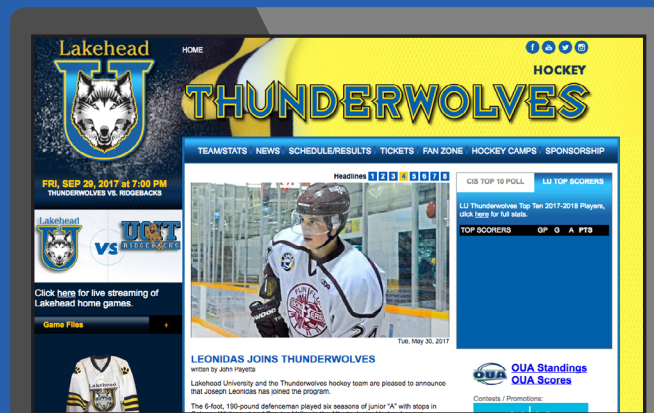 Lakehead
HOME
HOCKEY
THUNDERWOLVES
TEAM/STATS
NEWS
SCHEDULE/RESULTS
TICKETS
FAN ZONE
HOCKEY CAMPS
SPONSORSHIP
FRI, SEP 29, 2017 at 7:00 PM
THUNDERWOLVES VS. RIDGEBACKS
Lakehead
VS
UOIT
RIDGEBACKS
Click here for live streaming of
Lakehead home games.
Game Files +
Headlines 1 2 3 4 5 6 7 8
FLIN FLON
24
Tue, May 30, 2017
LEONIDAS JOINS THUNDERWOLVES
written by John Payetta
Lakehead University and the Thunderwolves hockey team are pleased to announce
that Joseph Leonidas has joined the program.
The 6-foot, 190-pound defenceman played six seasons of junior "A" with stops in
CIS TOP 10 POLL
LU TOP SCORERS
LU Thunderwolves Top Ten 2017-2018 Players,
click here for full stats.
TOP SCORERS GP G A PTS
OUA
OUA Standings
OUA Scores
Contests / Promotions: